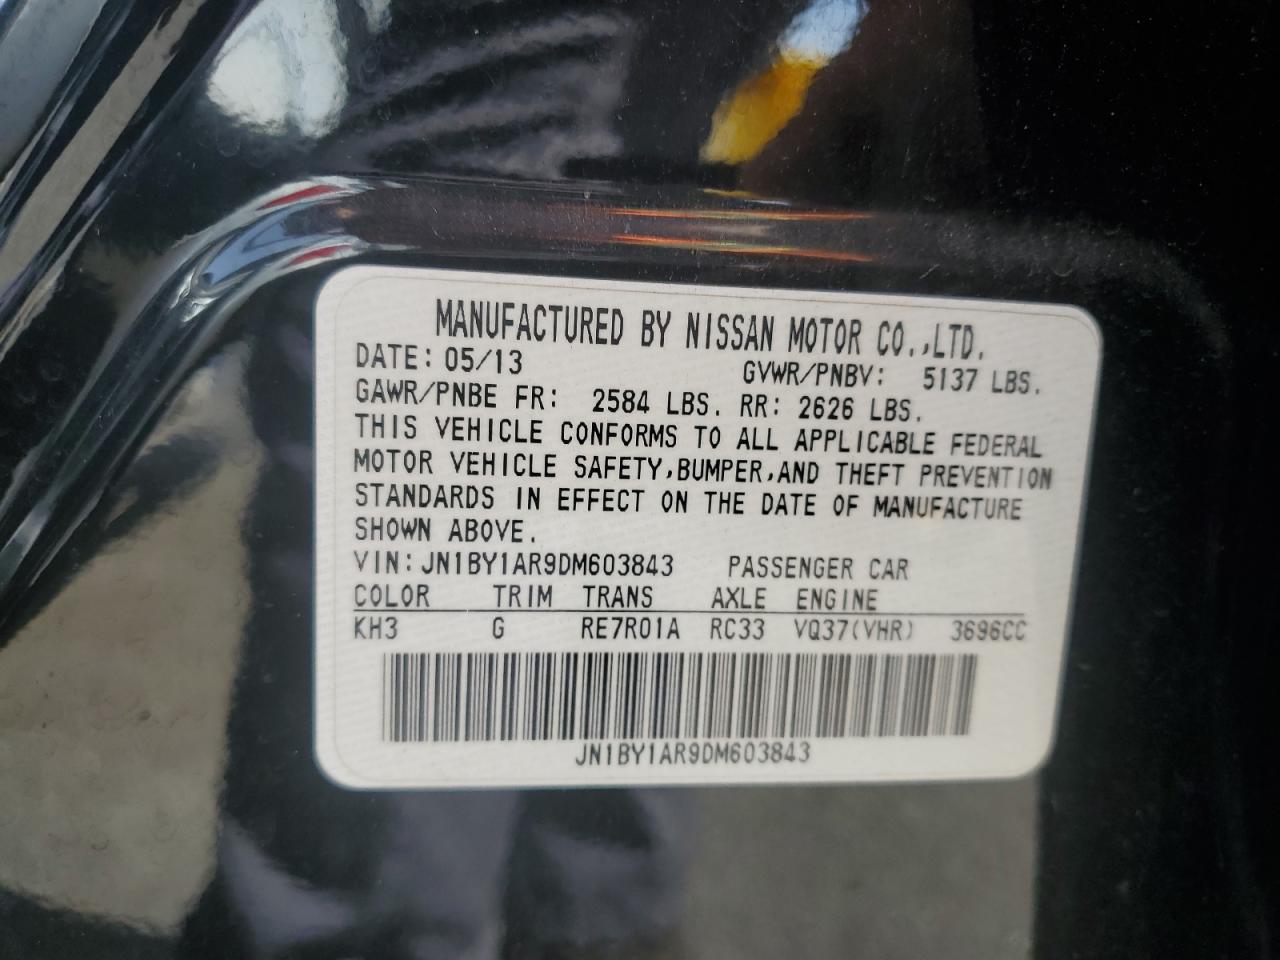 MANUFACTURED BY NISSAN MOTOR CO.,LTD.
DATE: 05/13 GVWR/PNBV: 5137 LBS.
GAWR/PNBE FR: 2584 LBS. RR: 2626 LBS.
THIS VEHICLE CONFORMS TO ALL APPLICABLE FEDERAL
MOTOR VEHICLE SAFETY,BUMPER,AND THEFT PREVENTION
STANDARDS IN EFFECT ON THE DATE OF MANUFACTURE
SHOWN ABOVE.
VIN: JN1BY1AR9DM603843 PASSENGER CAR
COLOR TRIM TRANS AXLE ENGINE
KH3 G RE7R01A RC33 VQ37(VHR) 3696CC
JN1BY1AR9DM603843